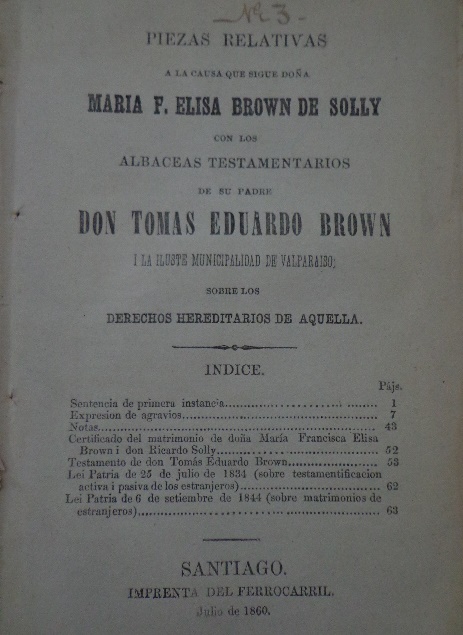 Nº 3
PIEZAS RELATIVAS
A LA CAUSA QUE SIGUE DOÑA
MARIA F. ELISA BROWN DE SOLLY
CON LOS
ALBACEAS TESTAMENTARIOS
DE SU PADRE
DON TOMAS EDUARDO BROWN
I LA ILUSTE MUNICIPALIDAD DE VALPARAISO;
SOBRE LOS
DERECHOS HEREDITARIOS DE AQUELLA.
INDICE.
Pájs.
Sentencia de primera instancia.................................. 1
Expresion de agravios.................................. 7
Notas.................................. 43
Certificado del matrimonio de doña María Francisca Elisa
Brown i don Ricardo Solly.................................. 52
Testamento de don Tomás Eduardo Brown.................... 53
Lei Patria de 25 de julio de 1834 (sobre testamentificacion
activa i pasiva de los estranjeros).................................. 62
Lei Patria de 6 de setiembre de 1844 (sobre matrimonios de
estranjeros).................................. 63
SANTIAGO.
IMPRENTA DEL FERROCARRIL.
Julio de 1860.